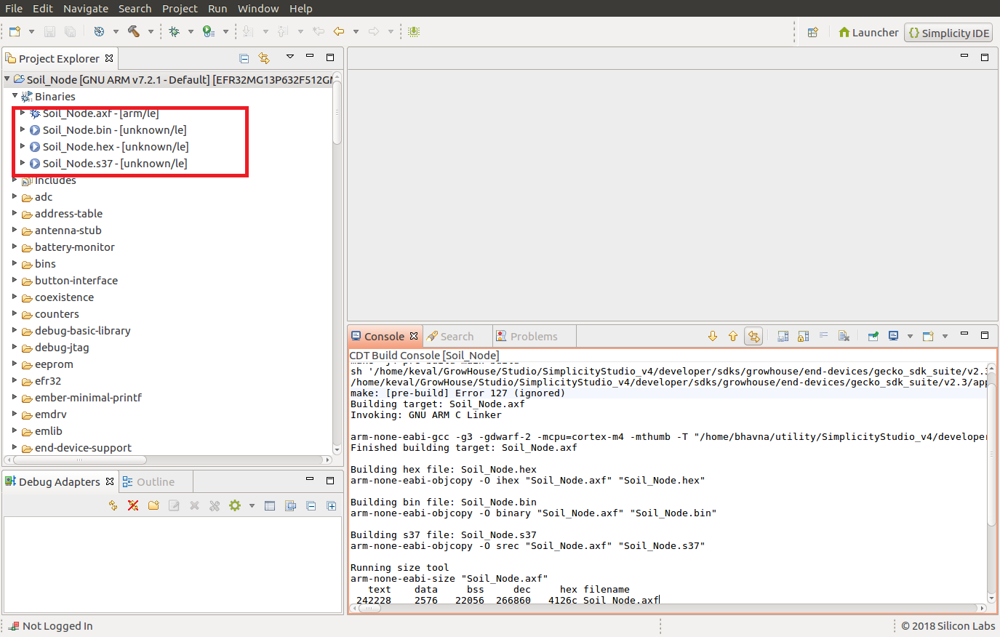 File Edit Navigate Search Project Run Window Help
Launcher Simplicity IDE
Project Explorer
Soil_Node [GNU ARM v7.2.1 - Default] [EFR32MG13P632F512GM
Binaries
Soil_Node.axf - [arm/le]
Soil_Node.bin - [unknown/le]
Soil_Node.hex - [unknown/le]
Soil_Node.s37 - [unknown/le]
Includes
adc
address-table
antenna-stub
battery-monitor
bins
button-interface
coexistence
counters
debug-basic-library
debug-jtag
eeprom
efr32
ember-minimal-printf
emdrv
emlib
end-device-support
Debug Adapters Outline
Console Search Problems
CDT Build Console [Soil_Node]
make -j4 pre-build main-build
sh '/home/keval/GrowHouse/Studio/SimplicityStudio_v4/developer/sdks/growhouse/end-devices/gecko_sdk_suite/v2.3
/home/keval/GrowHouse/Studio/SimplicityStudio_v4/developer/sdks/growhouse/end-devices/gecko_sdk_suite/v2.3/app
make: [pre-build] Error 127 (ignored)
Building target: Soil_Node.axf
Invoking: GNU ARM C Linker
arm-none-eabi-gcc -g3 -gdwarf-2 -mcpu=cortex-m4 -mthumb -T "/home/bhavna/utility/SimplicityStudio_v4/developer
Finished building target: Soil_Node.axf
Building hex file: Soil_Node.hex
arm-none-eabi-objcopy -O ihex "Soil_Node.axf" "Soil_Node.hex"
Building bin file: Soil_Node.bin
arm-none-eabi-objcopy -O binary "Soil_Node.axf" "Soil_Node.bin"
Building s37 file: Soil_Node.s37
arm-none-eabi-objcopy -O srec "Soil_Node.axf" "Soil_Node.s37"
Running size tool
arm-none-eabi-size "Soil_Node.axf"
text data bss dec hex filename
242228 2576 22056 266860 4126c Soil_Node.axf
Not Logged In
© 2018 Silicon Labs